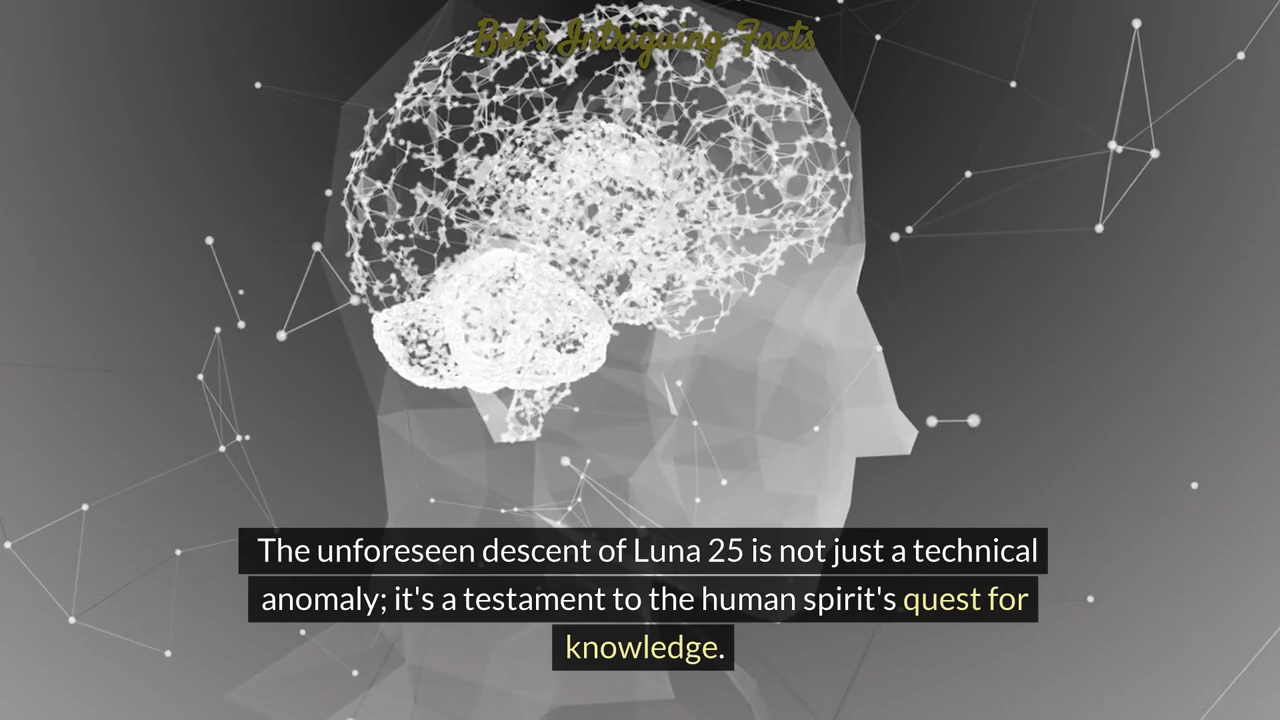 Bob's Intriguing Facts
The unforeseen descent of Luna 25 is not just a technical
anomaly; it's a testament to the human spirit's quest for
knowledge.